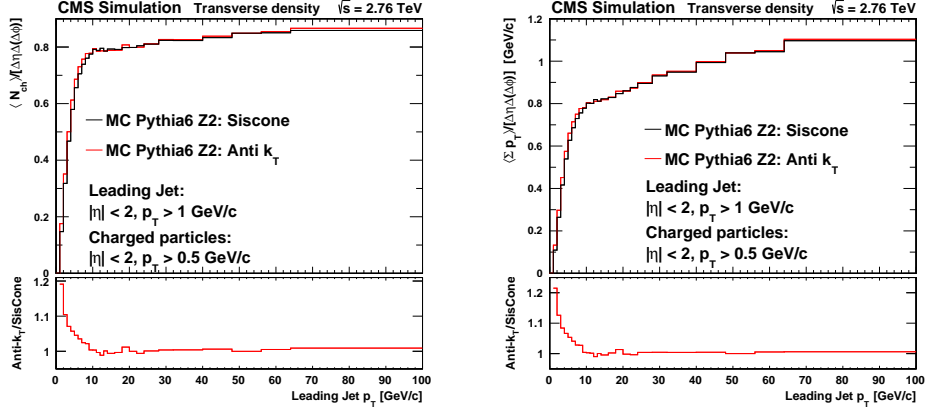 CMS Simulation Transverse density √s = 2.76 TeV
⟨ N_ch⟩/[ΔηΔ(Δϕ)]
0.8
0.6
0.4
0.2
0
MC Pythia6 Z2: Siscone
MC Pythia6 Z2: Anti k_T
Leading Jet:
|η| < 2, p_T > 1 GeV/c
Charged particles:
|η| < 2, p_T > 0.5 GeV/c
Anti-k_T/SisCone
1.2
1.1
1
0 10 20 30 40 50 60 70 80 90 100
Leading Jet p_T [GeV/c]
CMS Simulation Transverse density √s = 2.76 TeV
⟨Σ p_T⟩/[ΔηΔ(Δϕ)] [GeV/c]
1.2
1
0.8
0.6
0.4
0.2
0
MC Pythia6 Z2: Siscone
MC Pythia6 Z2: Anti k_T
Leading Jet:
|η| < 2, p_T > 1 GeV/c
Charged particles:
|η| < 2, p_T > 0.5 GeV/c
Anti-k_T/SisCone
1.2
1.1
1
0 10 20 30 40 50 60 70 80 90 100
Leading Jet p_T [GeV/c]